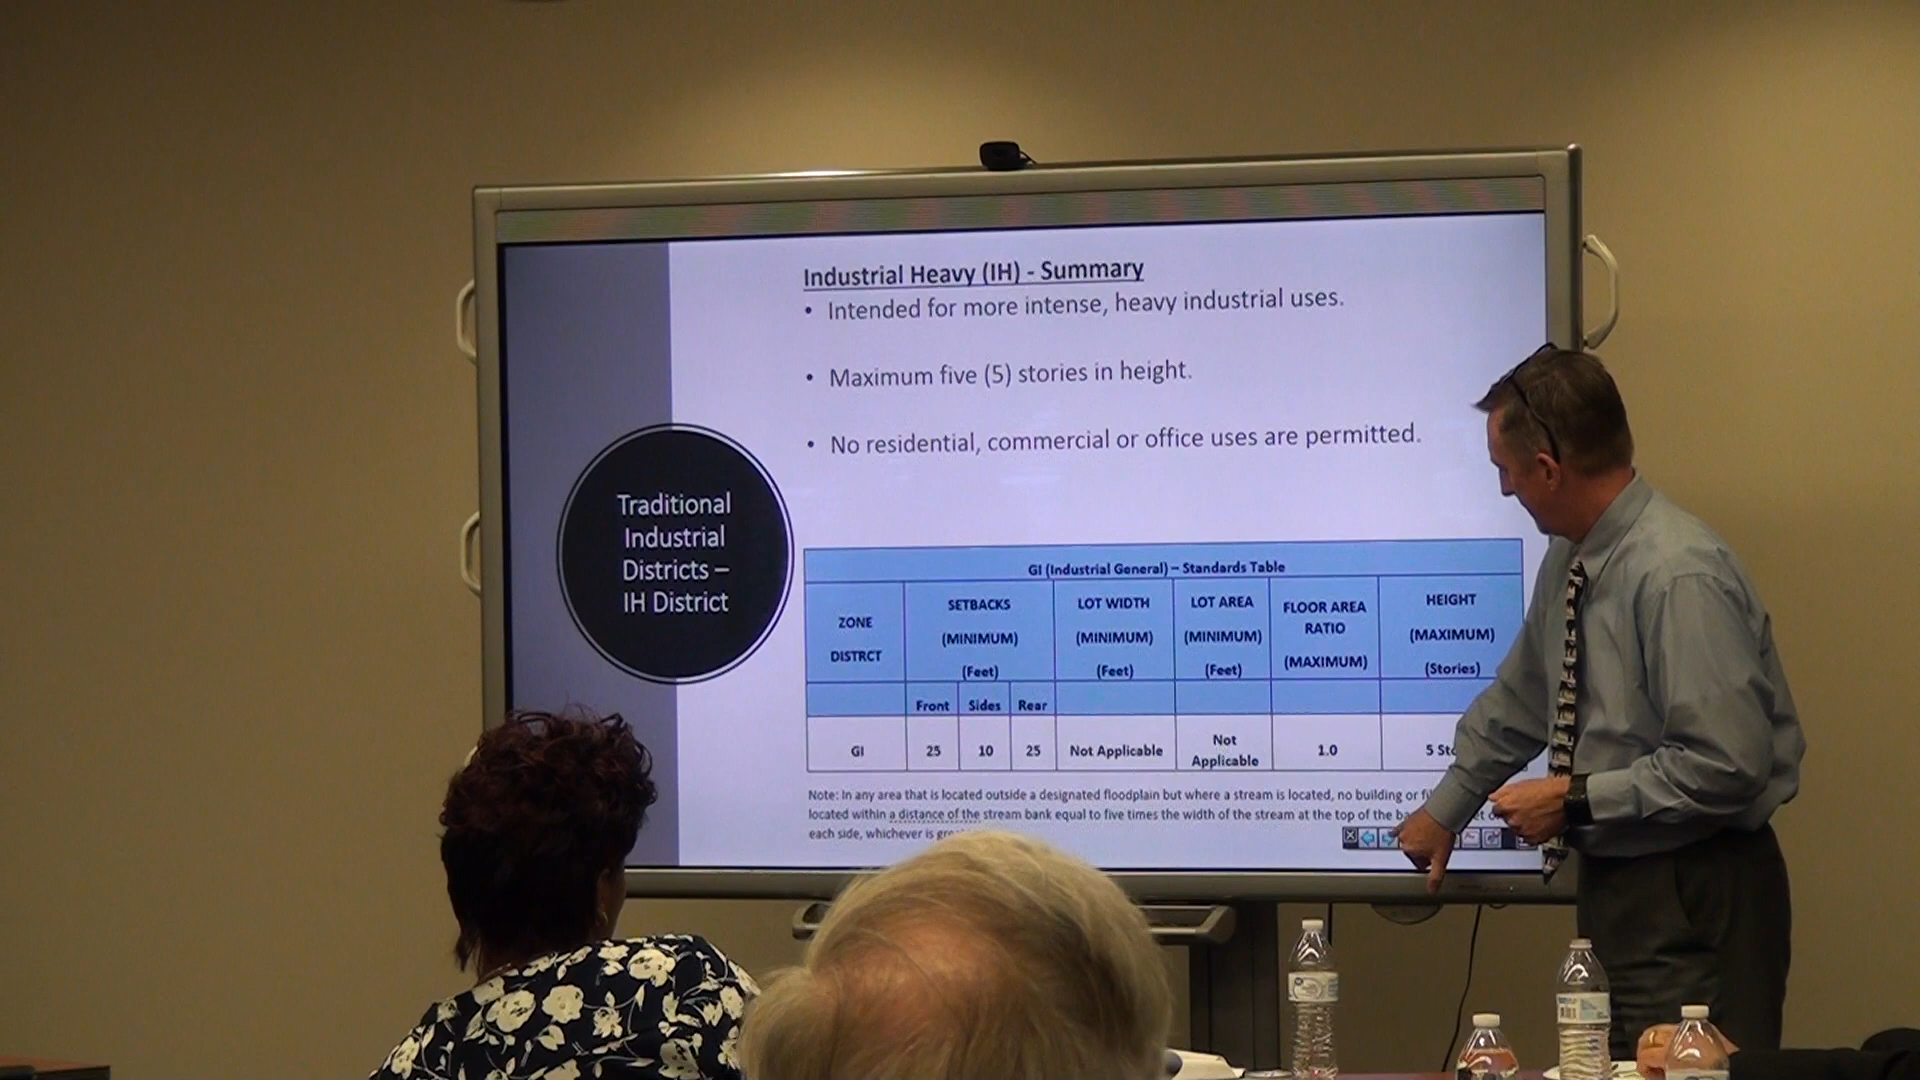 Industrial Heavy (IH) - Summary
• Intended for more intense, heavy industrial uses.
• Maximum five (5) stories in height.
• No residential, commercial or office uses are permitted.
Traditional
Industrial
Districts –
IH District
GI (Industrial General) – Standards Table
ZONE
DISTRCT
SETBACKS
(MINIMUM)
(Feet)
LOT WIDTH
(MINIMUM)
(Feet)
LOT AREA
(MINIMUM)
(Feet)
FLOOR AREA
RATIO
(MAXIMUM)
HEIGHT
(MAXIMUM)
(Stories)
Front Sides Rear
GI 25 10 25 Not Applicable Not Applicable 1.0 5
Note: In any area that is located outside a designated floodplain but where a stream is located, no building or
located within a distance of the stream bank equal to five times the width of the stream at the top of the
each side, whichever is